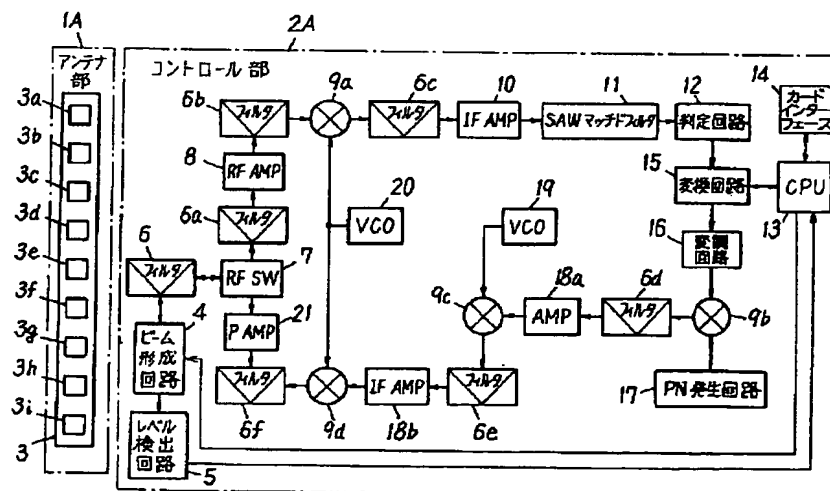 1A
アンテナ
部
3a
3b
3c
3d
3e
3f
3g
3h
3i
3
2A
コントロール部
6b
フィルタ
9a
6c
フィルタ
10
IF AMP
11
SAWマッチドフィルタ
12
判定回路
14
カード
インター
フェース
8
RF AMP
15
変換回路
CPU
13
6a
フィルタ
20
VCO
19
VCO
16
変調
回路
6
フィルタ
RF SW
7
9c
18a
AMP
6d
フィルタ
9b
4
ビーム
形成
回路
P AMP
21
17
PN発生回路
フィルタ
6f
9d
IF AMP
18b
フィルタ
6e
レベル
検出
回路
5